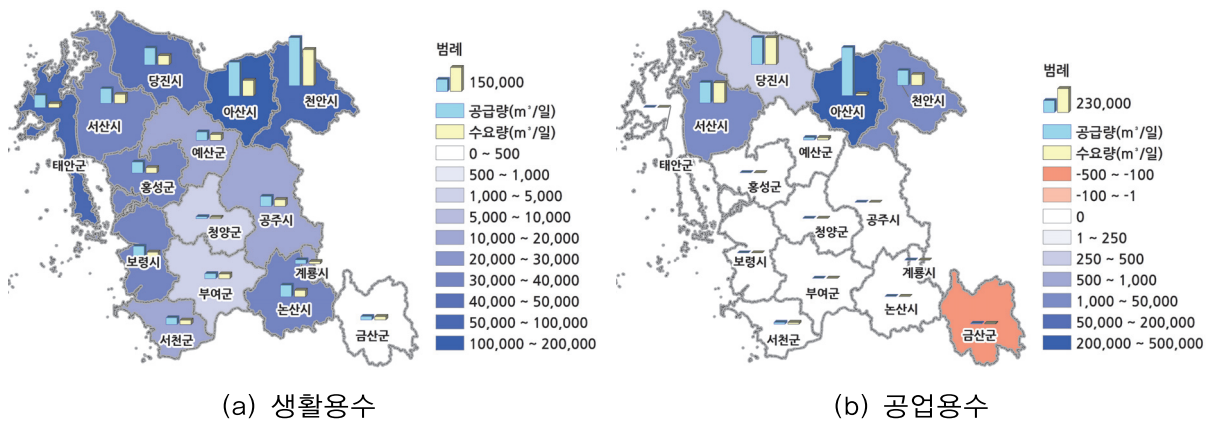 당진시
아산시
천안시
서산시
예산군
태안군
홍성군
공주시
청양군
보령시
계룡시
부여군
논산시
서천군
금산군
범례
150,000
공급량(m³/일)
수요량(m³/일)
0 ~ 500
500 ~ 1,000
1,000 ~ 5,000
5,000 ~ 10,000
10,000 ~ 20,000
20,000 ~ 30,000
30,000 ~ 40,000
40,000 ~ 50,000
50,000 ~ 100,000
100,000 ~ 200,000
(a) 생활용수
당진시
아산시
천안시
서산시
예산군
태안군
홍성군
공주시
청양군
보령시
계룡시
부여군
논산시
서천군
금산군
범례
230,000
공급량(m³/일)
수요량(m³/일)
-500 ~ -100
-100 ~ -1
0
1 ~ 250
250 ~ 500
500 ~ 1,000
1,000 ~ 50,000
50,000 ~ 200,000
200,000 ~ 500,000
(b) 공업용수